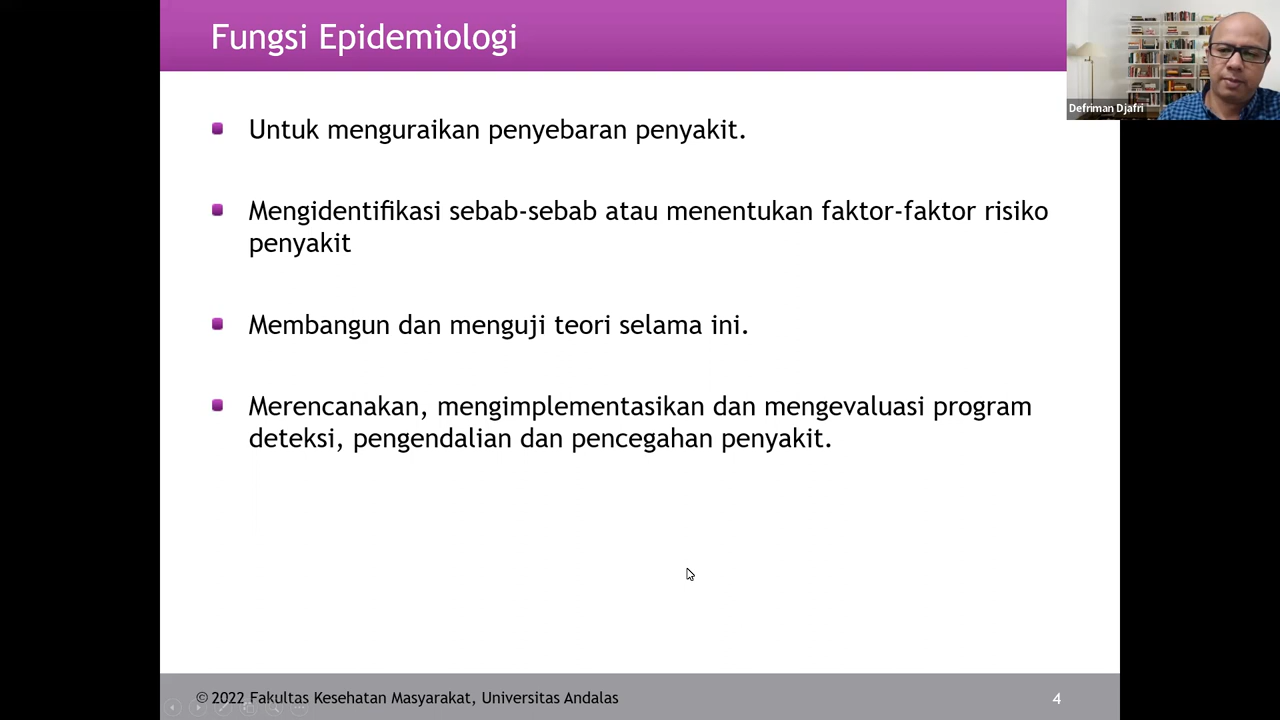 Fungsi Epidemiologi
Defriman Djafri
Untuk menguraikan penyebaran penyakit.
Mengidentifikasi sebab-sebab atau menentukan faktor-faktor risiko
penyakit
Membangun dan menguji teori selama ini.
Merencanakan, mengimplementasikan dan mengevaluasi program
deteksi, pengendalian dan pencegahan penyakit.
© 2022 Fakultas Kesehatan Masyarakat, Universitas Andalas
4